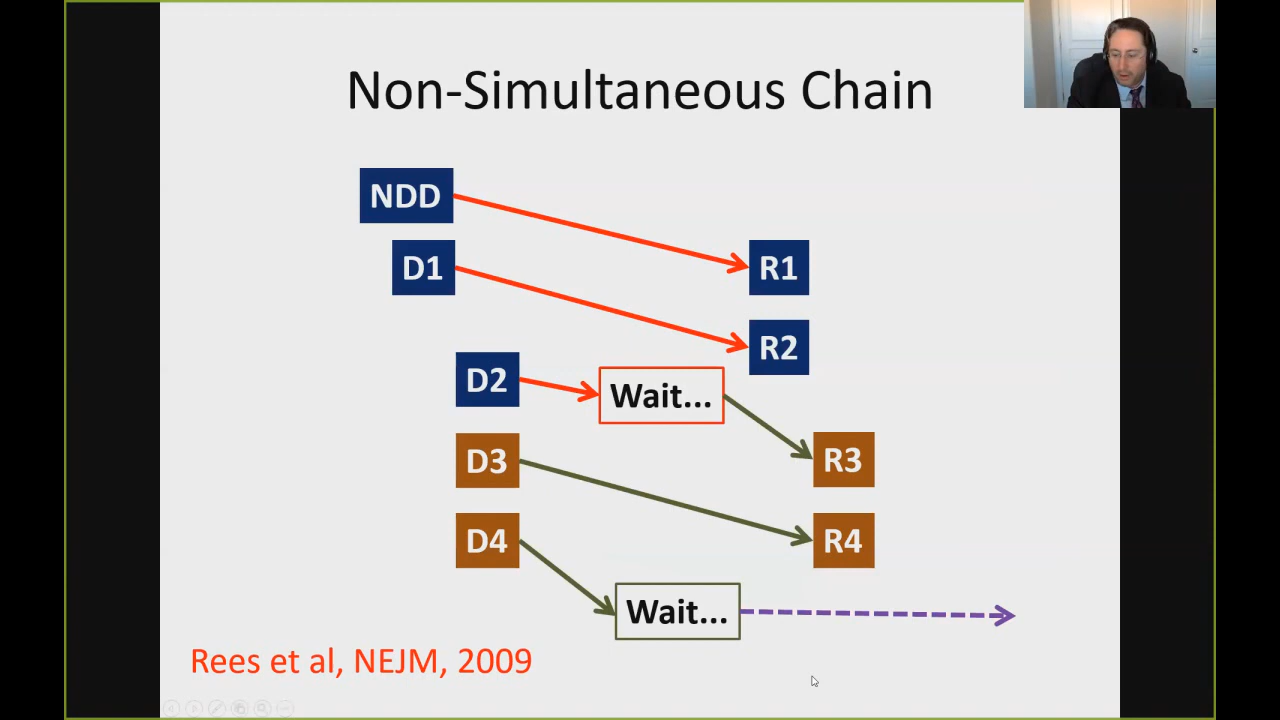 Non-Simultaneous Chain
NDD
D1
R1
R2
D2
Wait...
D3
R3
D4
R4
Wait...
Rees et al, NEJM, 2009